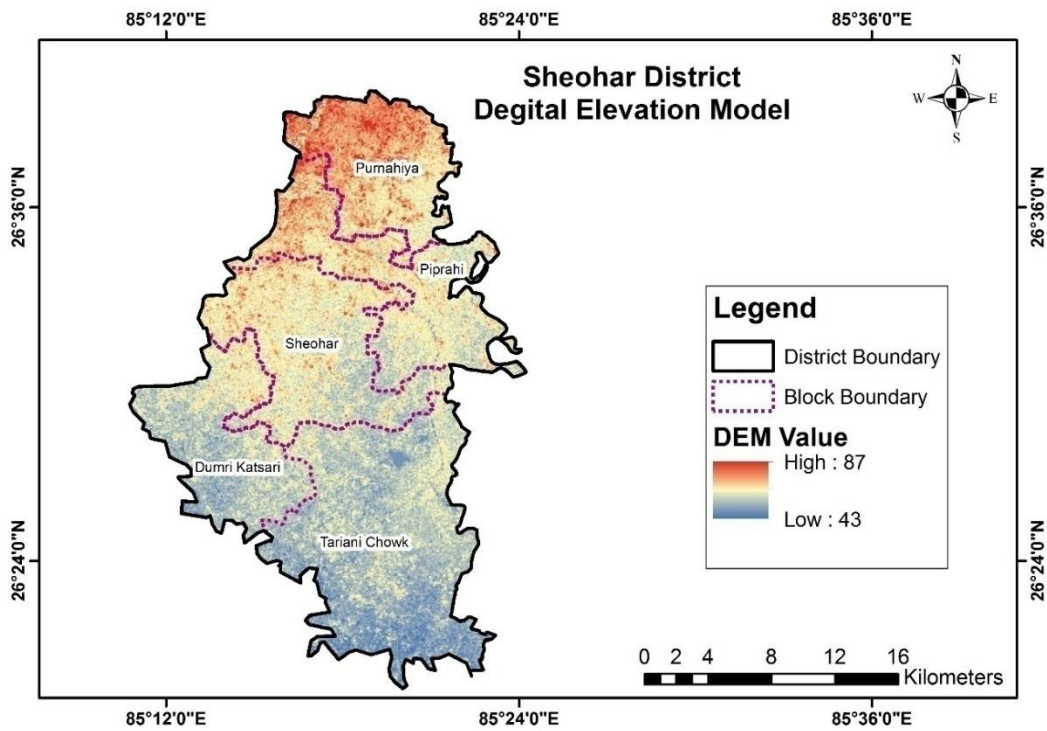 85°12'0"E
85°24'0"E
85°36'0"E
Sheohar District
Degital Elevation Model
N
W
E
S
26°36'0"N
26°36'0"N
Purnahiya
Piprahi
Sheohar
Dumri Katsari
Tariani Chowk
Legend
District Boundary
Block Boundary
DEM Value
High : 87
Low : 43
26°24'0"N
26°24'0"N
0 2 4 8 12 16
Kilometers
85°12'0"E
85°24'0"E
85°36'0"E